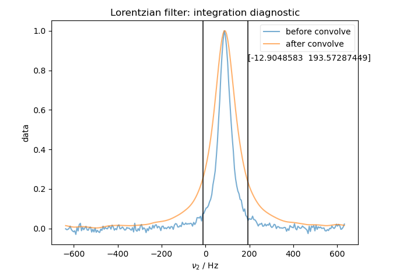 Lorentzian filter: integration diagnostic
before convolve
after convolve
[-12.9048583 193.57287449]
data
1.0
0.8
0.6
0.4
0.2
0.0
−600 −400 −200 0 200 400 600
ν₂ / Hz